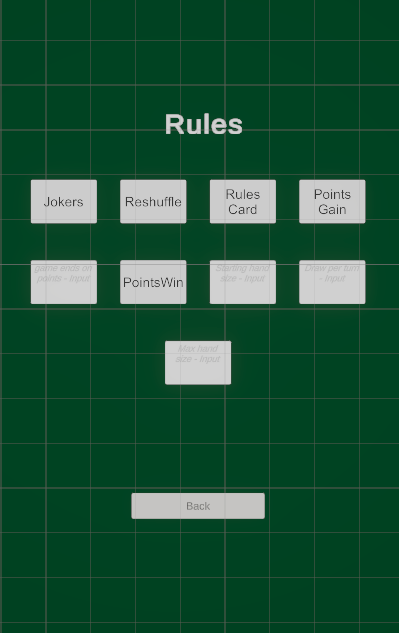 Rules
Jokers
Reshuffle
Rules
Card
Points
Gain
game ends on
points - Input
PointsWin
Starting hand
size - Input
Draw per turn
- Input
Max hand
size - Input
Back